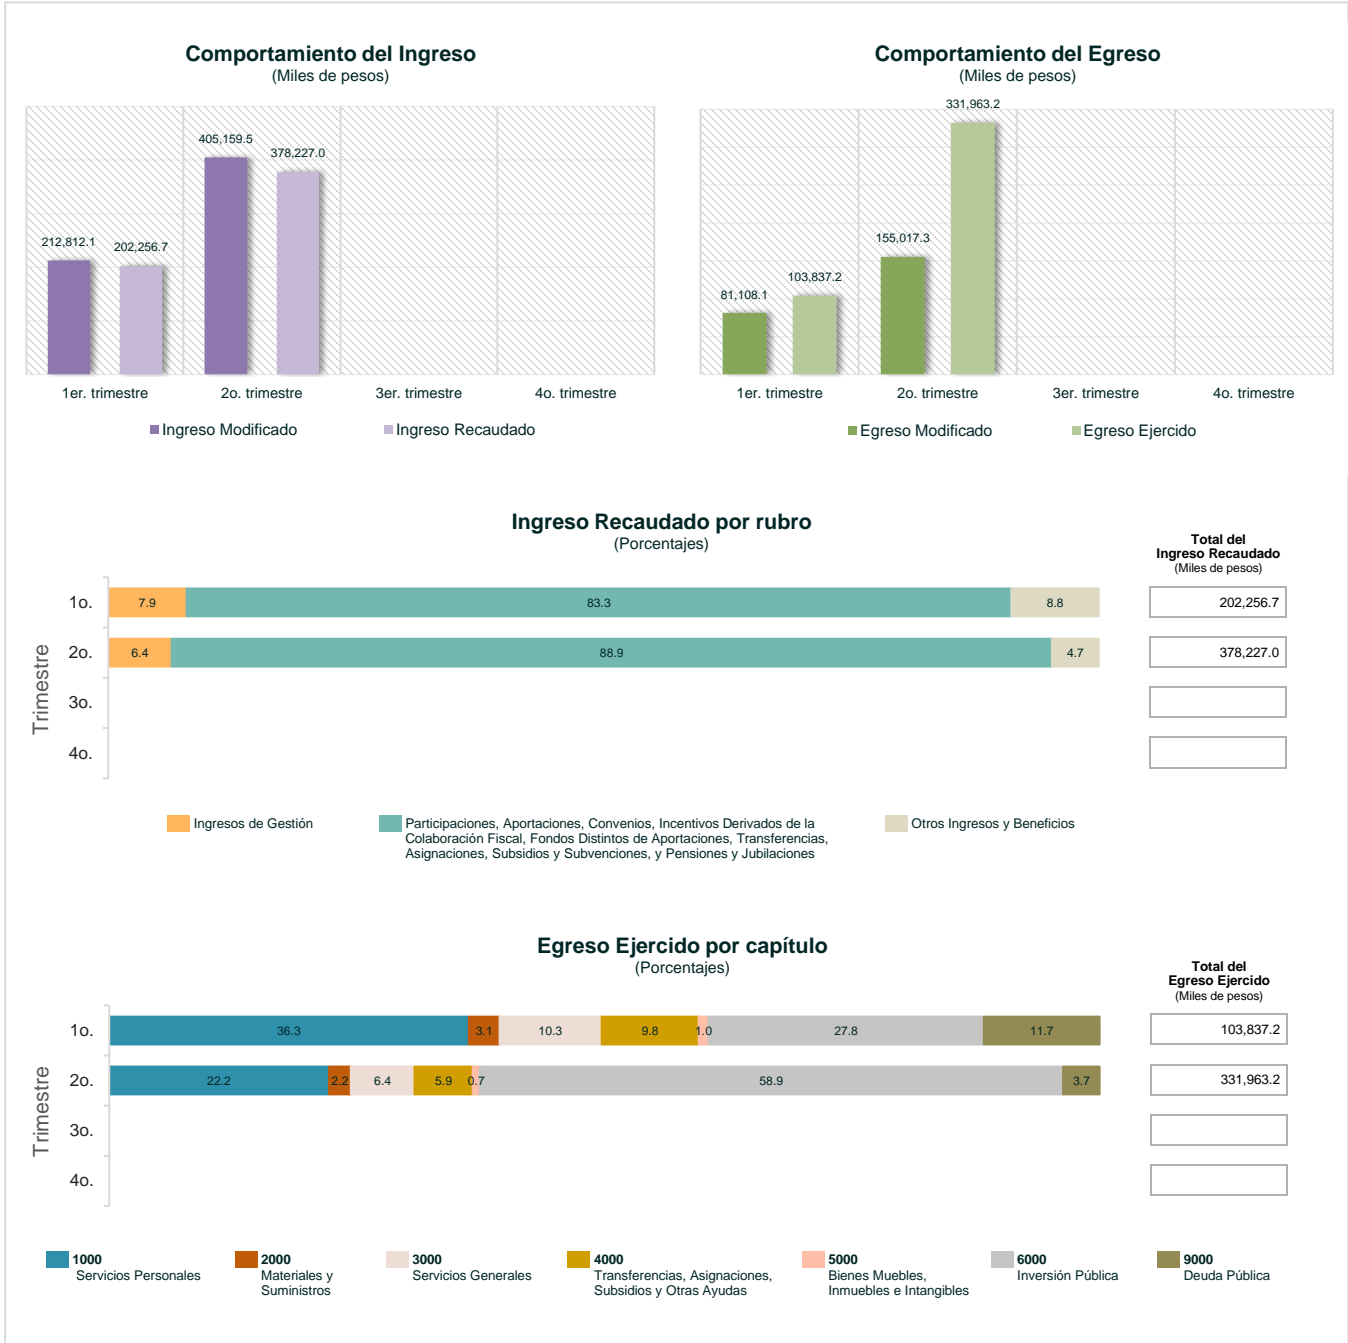 Comportamiento del Ingreso
(Miles de pesos)
212,812.1
202,256.7
405,159.5
378,227.0
1er. trimestre
2o. trimestre
3er. trimestre
4o. trimestre
Ingreso Modificado
Ingreso Recaudado
Comportamiento del Egreso
(Miles de pesos)
81,108.1
103,837.2
155,017.3
331,963.2
1er. trimestre
2o. trimestre
3er. trimestre
4o. trimestre
Egreso Modificado
Egreso Ejercido
Ingreso Recaudado por rubro
(Porcentajes)
Total del
Ingreso Recaudado
(Miles de pesos)
Trimestre
1o.
7.9
83.3
8.8
202,256.7
2o.
6.4
88.9
4.7
378,227.0
3o.
4o.
Ingresos de Gestión
Participaciones, Aportaciones, Convenios, Incentivos Derivados de la
Colaboración Fiscal, Fondos Distintos de Aportaciones, Transferencias,
Asignaciones, Subsidios y Subvenciones, y Pensiones y Jubilaciones
Otros Ingresos y Beneficios
Egreso Ejercido por capítulo
(Porcentajes)
Total del
Egreso Ejercido
(Miles de pesos)
Trimestre
1o.
36.3
3.1
10.3
9.8
1.0
27.8
11.7
103,837.2
2o.
22.2
2.2
6.4
5.9
0.7
58.9
3.7
331,963.2
3o.
4o.
1000
Servicios Personales
2000
Materiales y
Suministros
3000
Servicios Generales
4000
Transferencias, Asignaciones,
Subsidios y Otras Ayudas
5000
Bienes Muebles,
Inmuebles e Intangibles
6000
Inversión Pública
9000
Deuda Pública